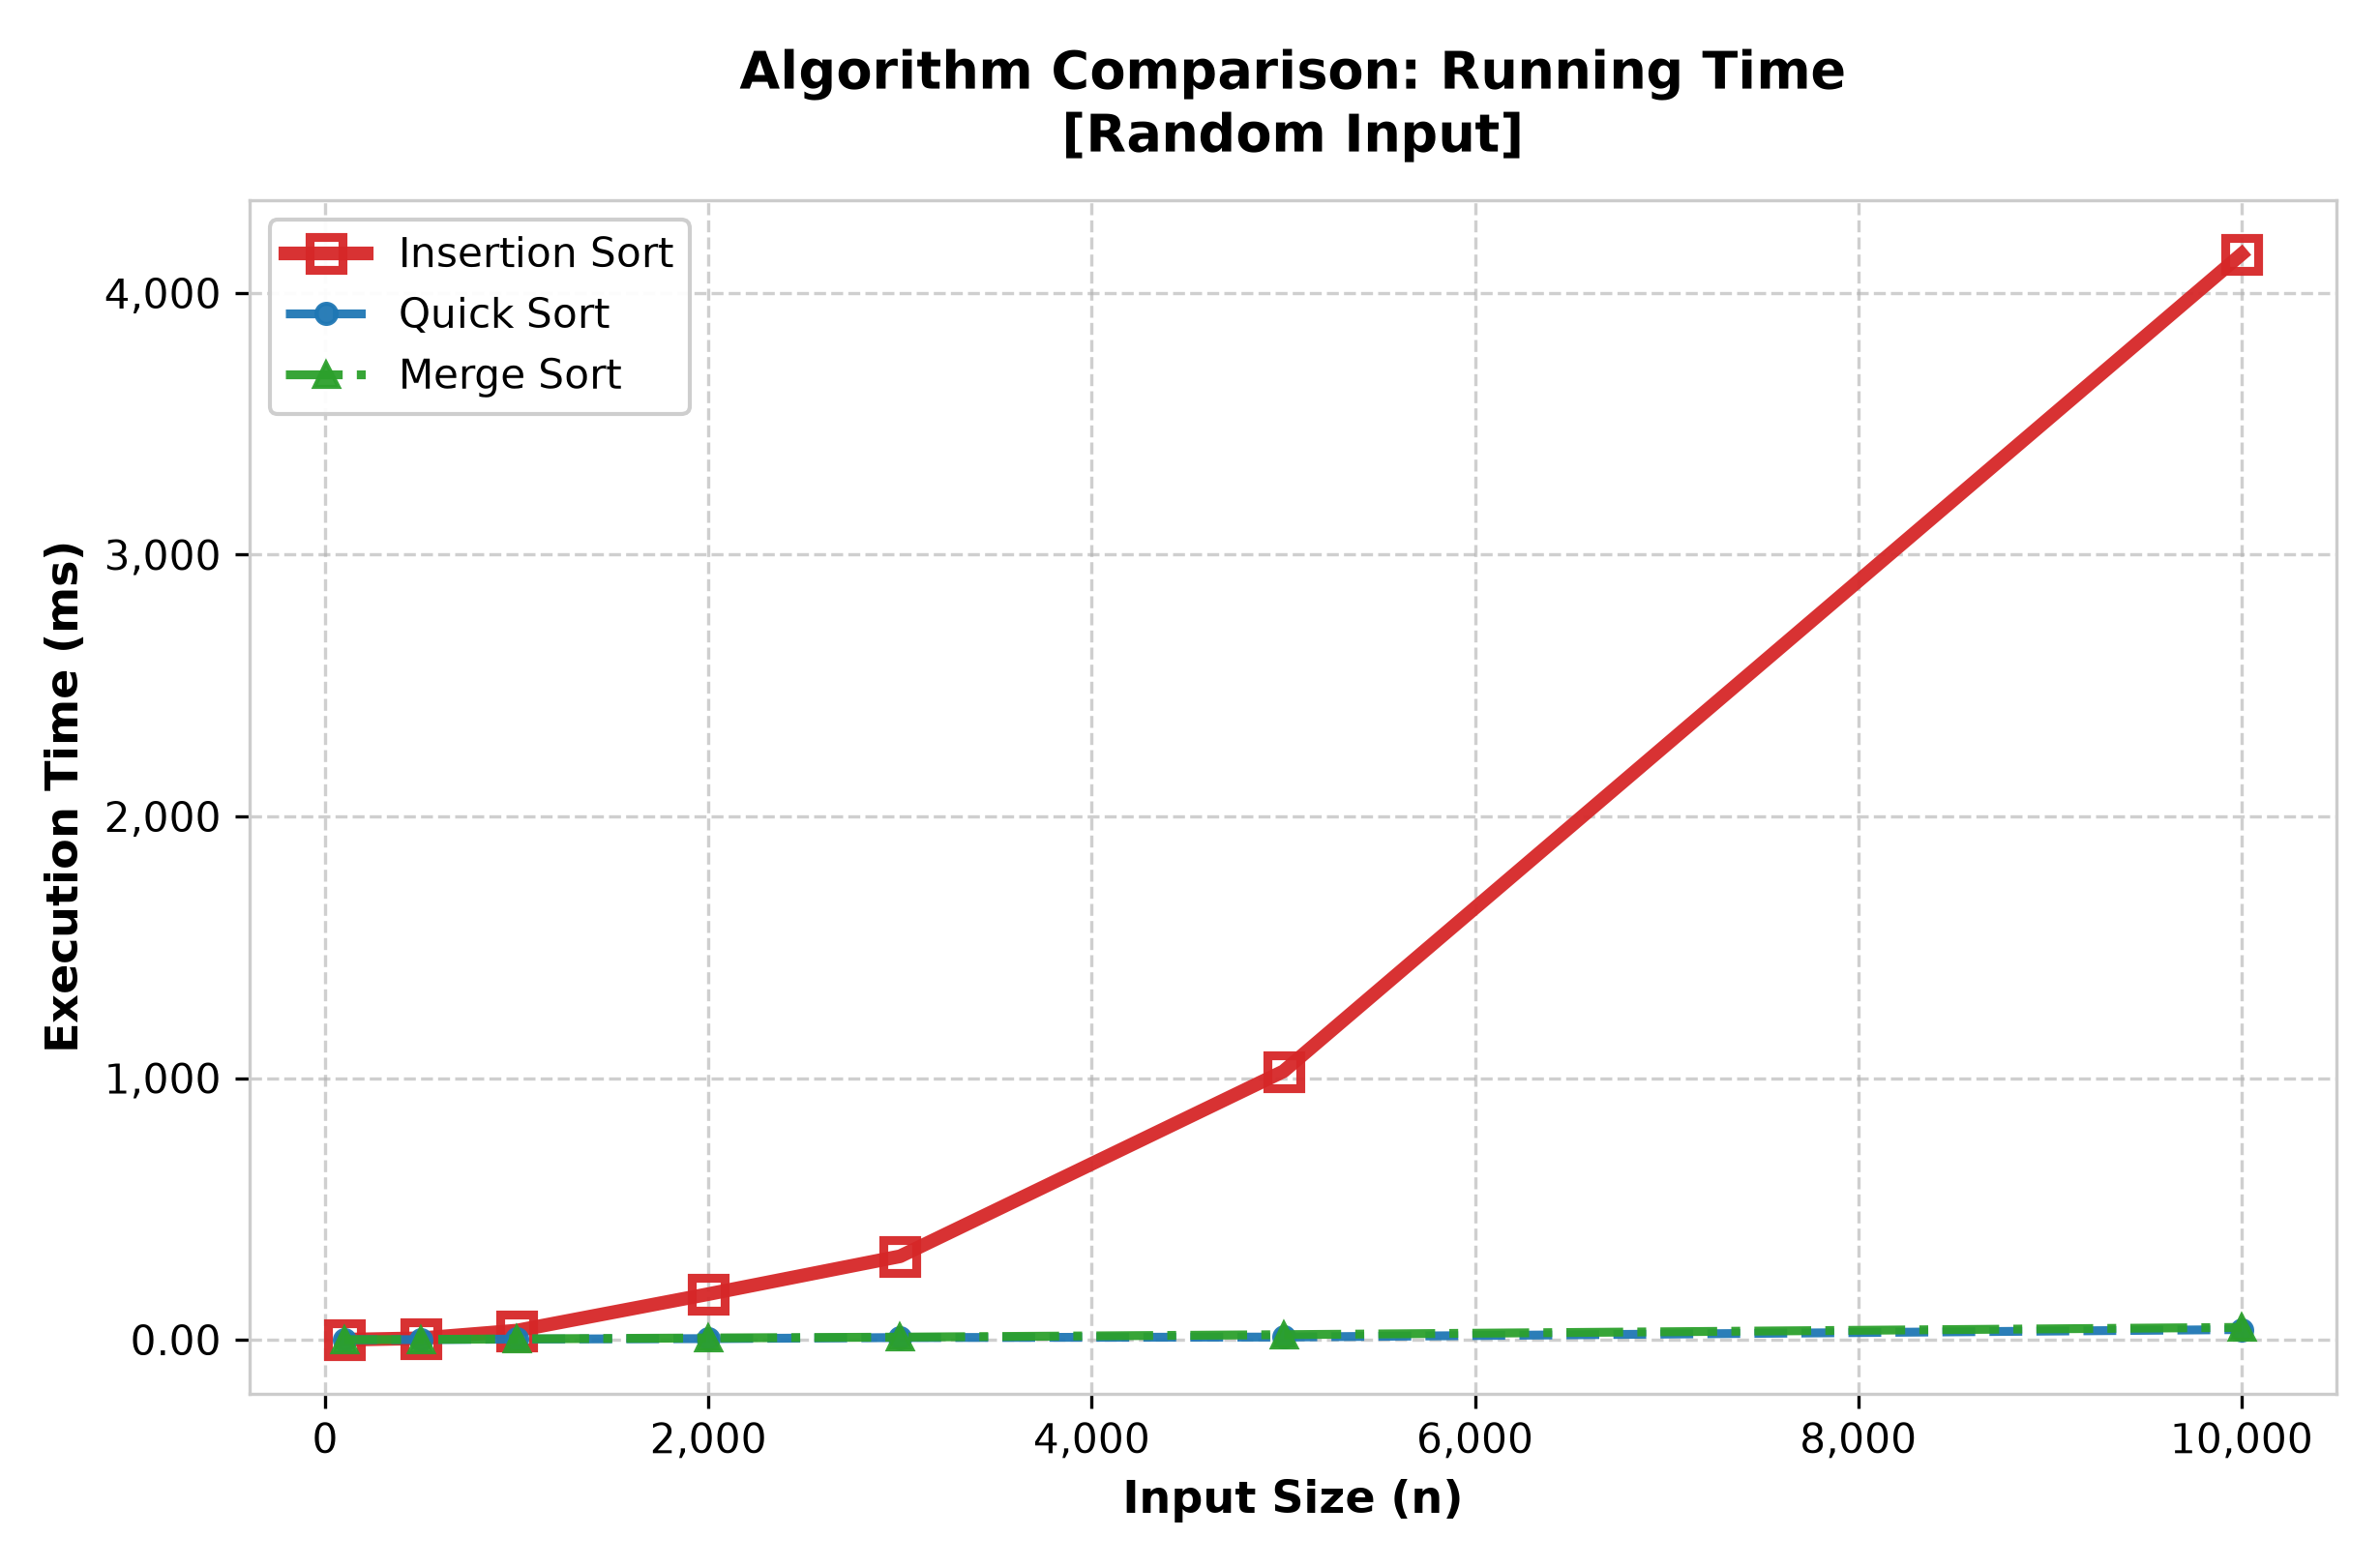 Algorithm Comparison: Running Time
[Random Input]
Insertion Sort
Quick Sort
Merge Sort
Execution Time (ms)
4,000
3,000
2,000
1,000
0.00
0
2,000
4,000
6,000
8,000
10,000
Input Size (n)